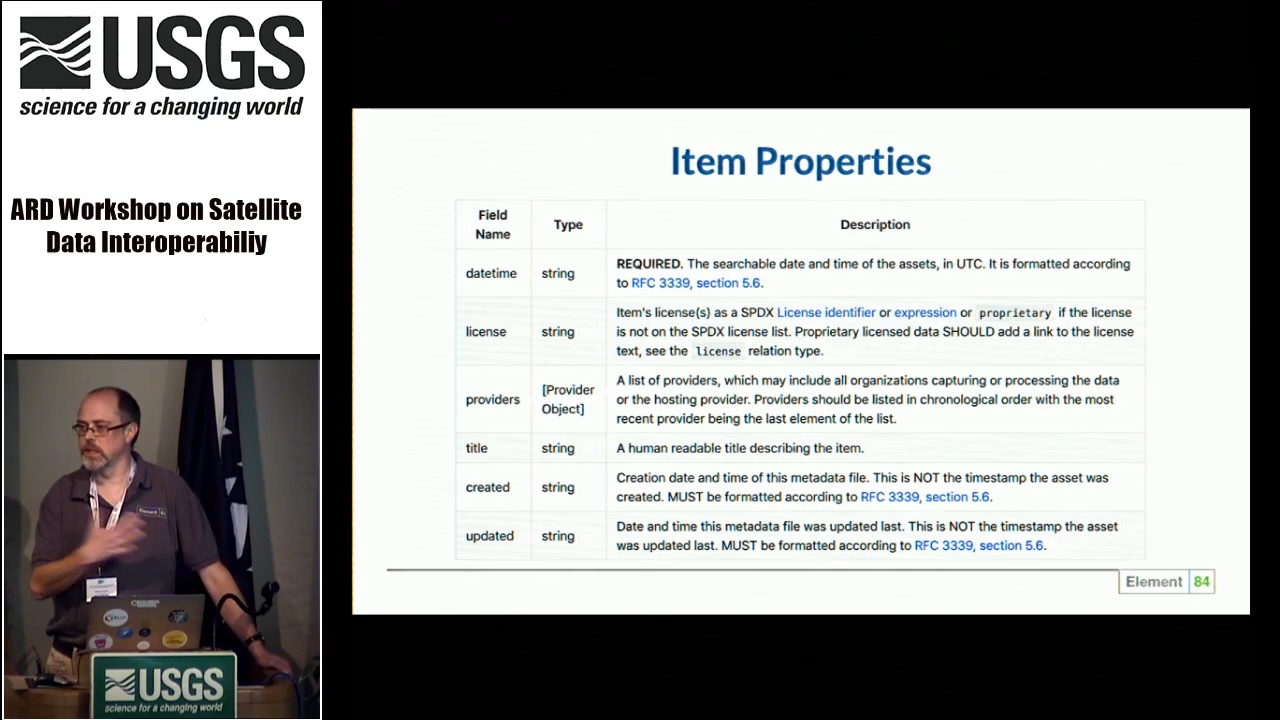 USGS
science for a changing world
ARD Workshop on Satellite
Data Interoperabiliy
Item Properties
Field Name
Type
Description
datetime
string
REQUIRED. The searchable date and time of the assets, in UTC. It is formatted according
to RFC 3339, section 5.6.
license
string
Item's license(s) as a SPDX License identifier or expression or proprietary if the license
is not on the SPDX license list. Proprietary licensed data SHOULD add a link to the license
text, see the license relation type.
providers
[Provider
Object]
A list of providers, which may include all organizations capturing or processing the data
or the hosting provider. Providers should be listed in chronological order with the most
recent provider being the last element of the list.
title
string
A human readable title describing the item.
created
string
Creation date and time of this metadata file. This is NOT the timestamp the asset was
created. MUST be formatted according to RFC 3339, section 5.6.
updated
string
Date and time this metadata file was updated last. This is NOT the timestamp the asset
was updated last. MUST be formatted according to RFC 3339, section 5.6.
Element 84
USGS
science for a changing world